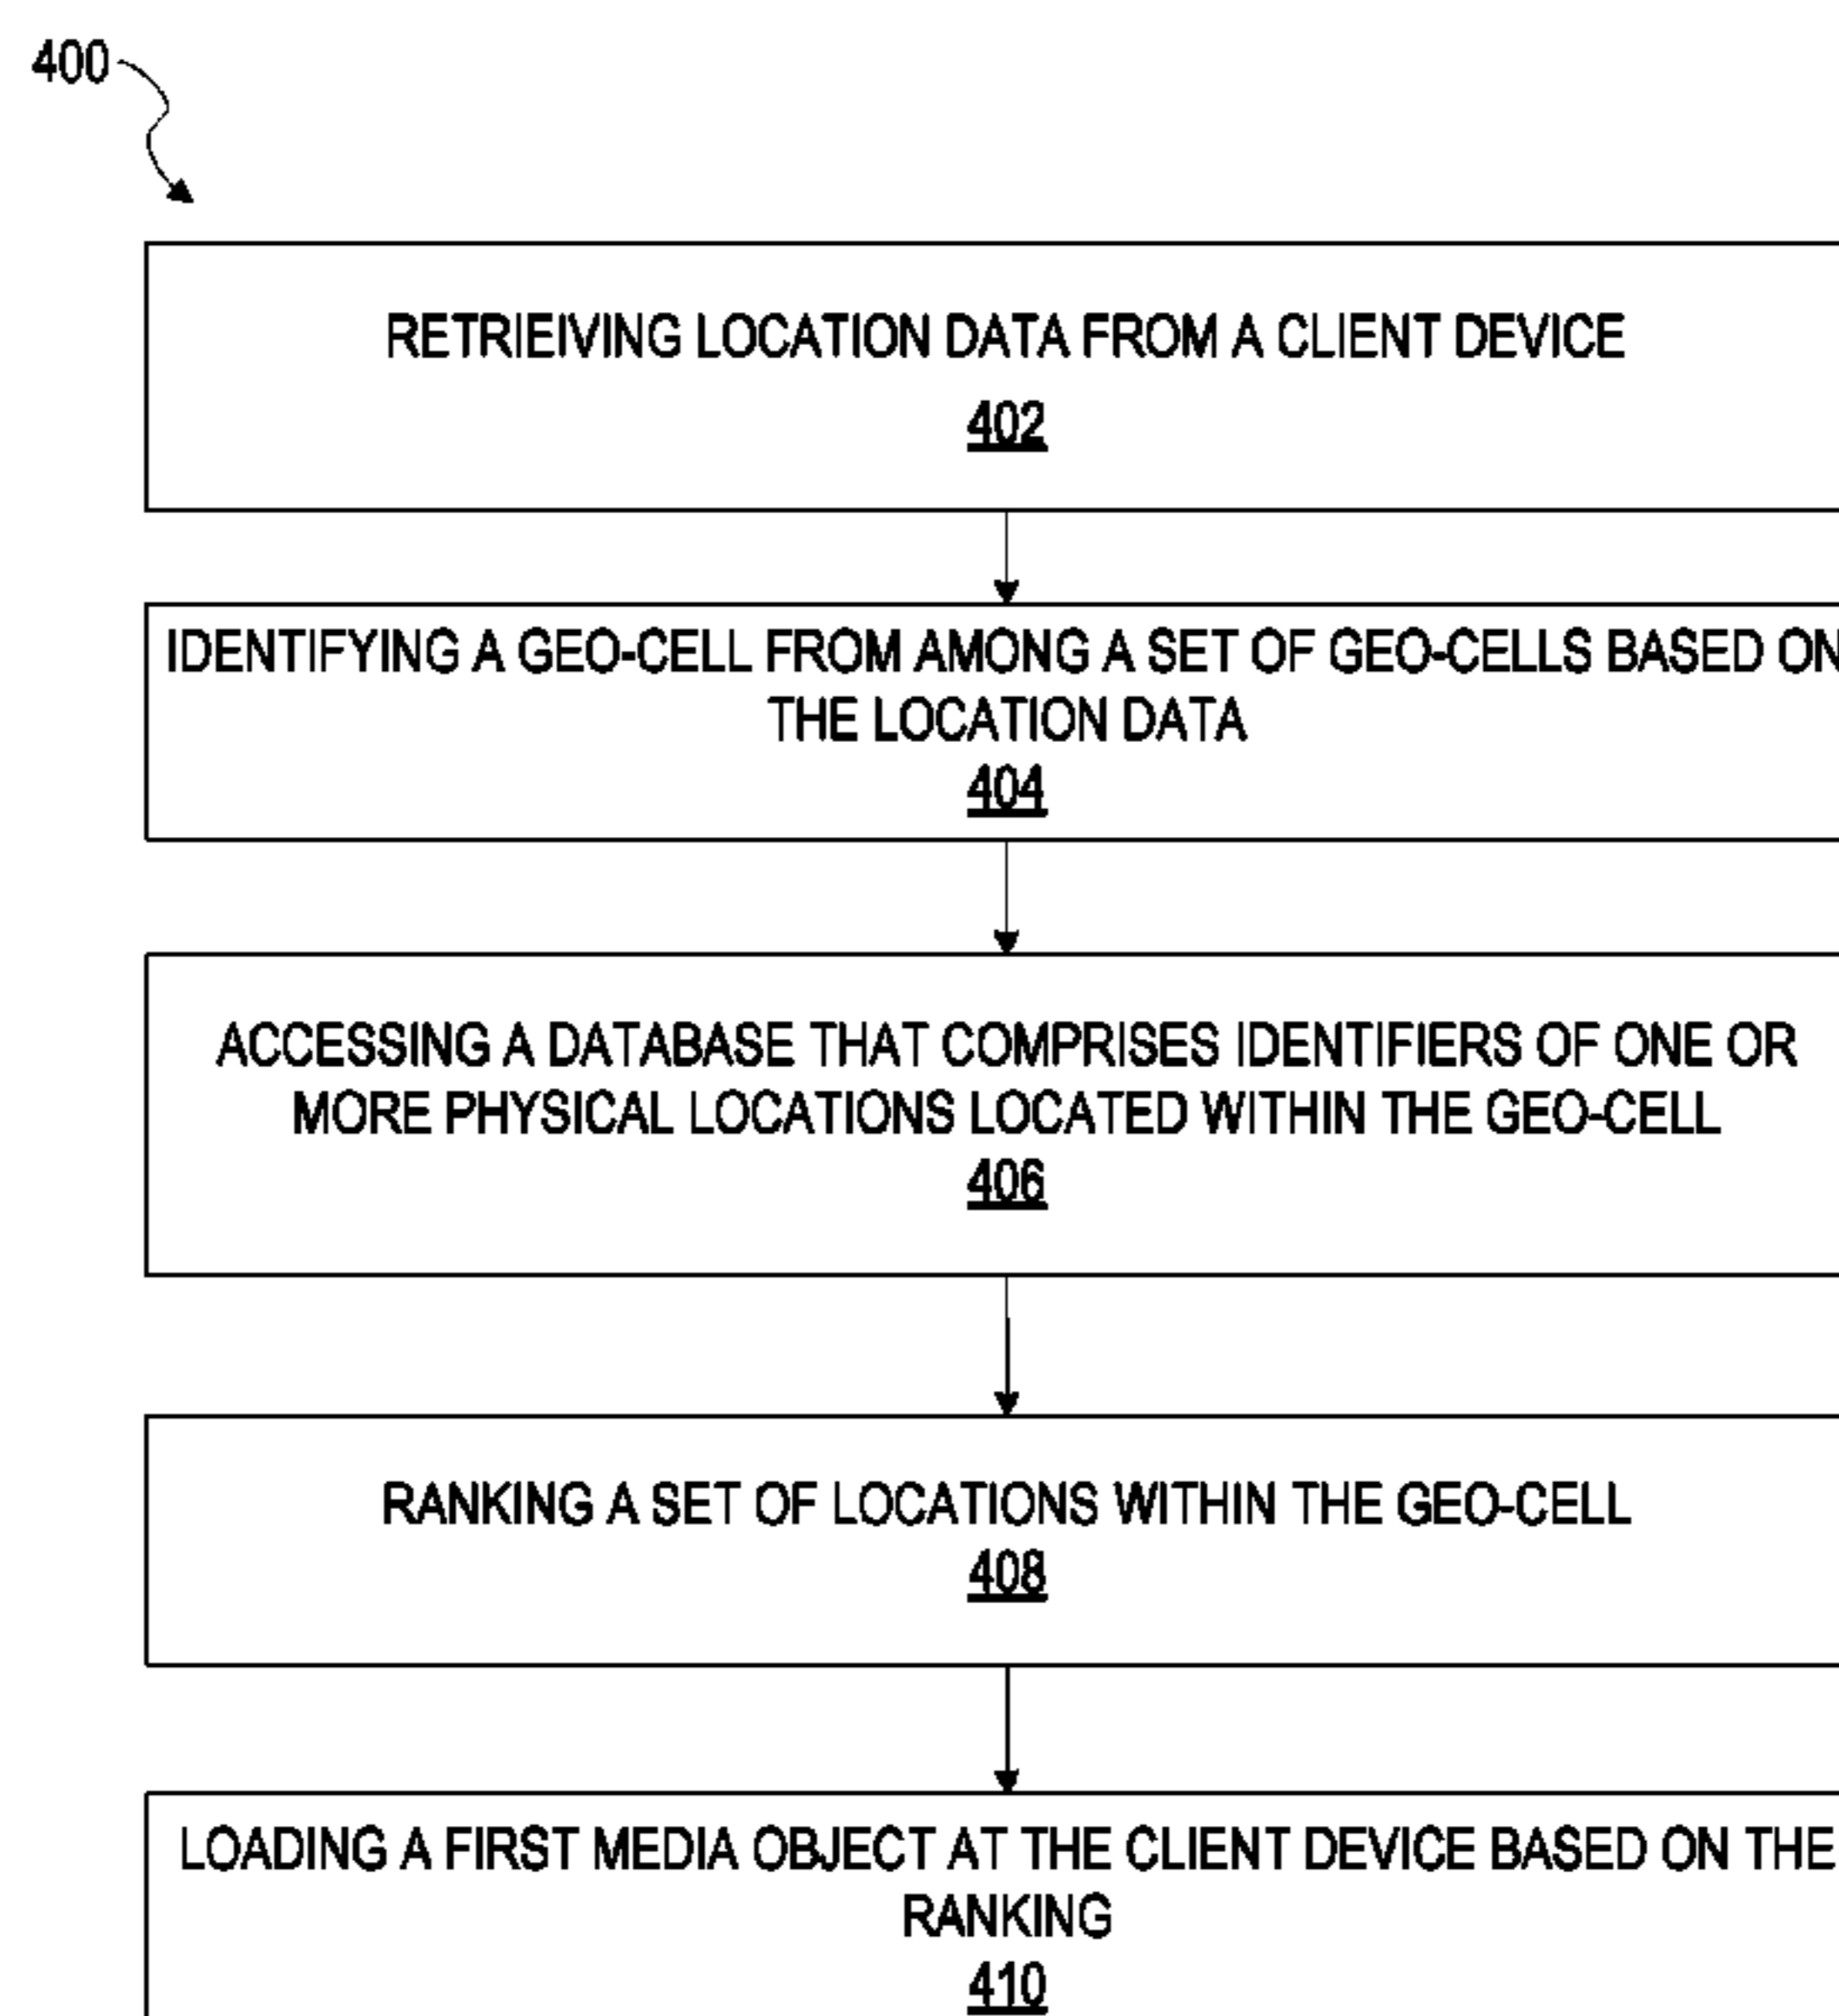 400
RETRIEIVING LOCATION DATA FROM A CLIENT DEVICE
402
IDENTIFYING A GEO-CELL FROM AMONG A SET OF GEO-CELLS BASED ON
THE LOCATION DATA
404
ACCESSING A DATABASE THAT COMPRISES IDENTIFIERS OF ONE OR
MORE PHYSICAL LOCATIONS LOCATED WITHIN THE GEO-CELL
406
RANKING A SET OF LOCATIONS WITHIN THE GEO-CELL
408
LOADING A FIRST MEDIA OBJECT AT THE CLIENT DEVICE BASED ON THE
RANKING
410